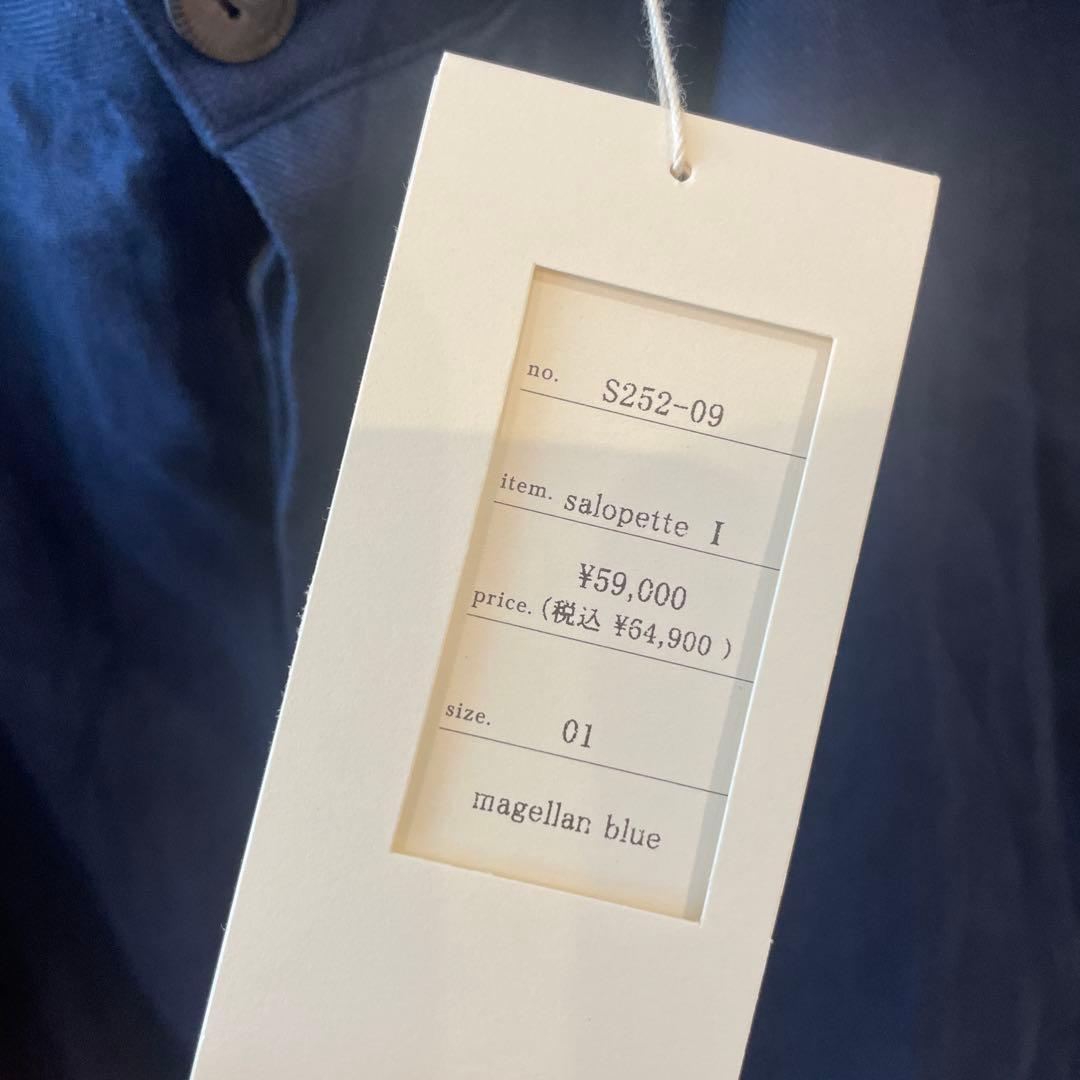 no. S252-09
item. salopette I
¥59,000
price. (税込 ¥64,900 )
size. 01
magellan blue